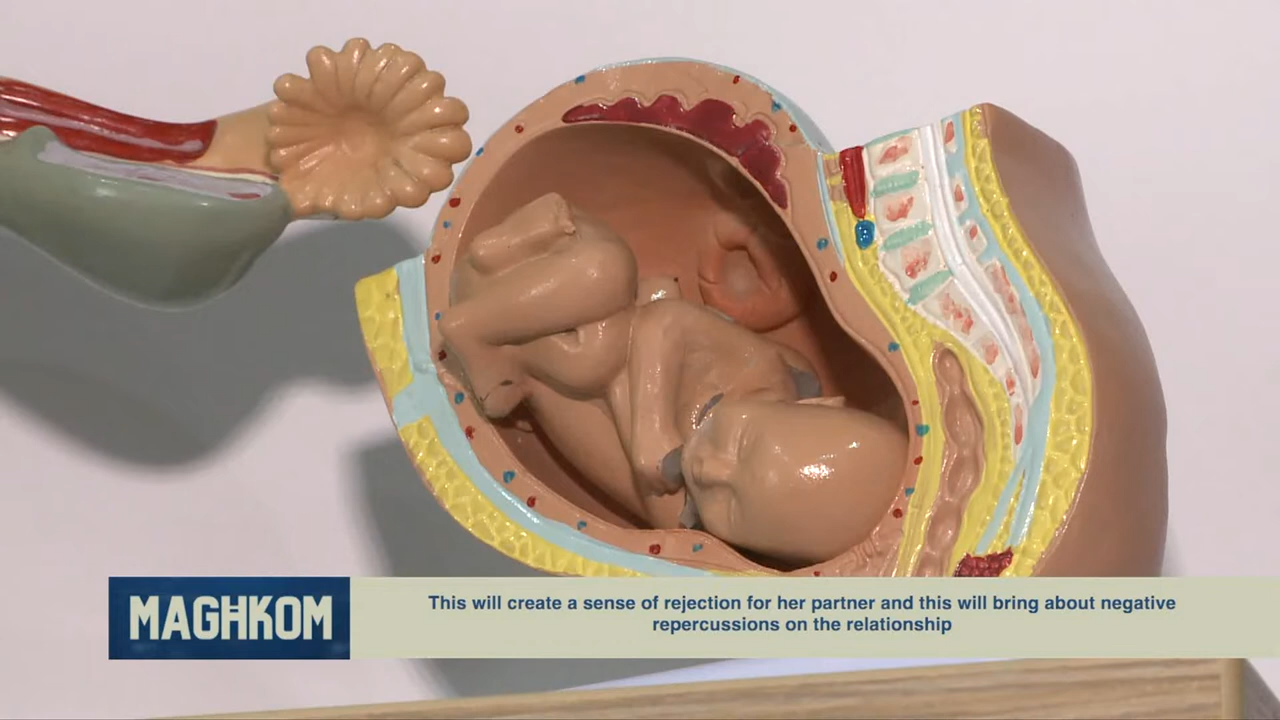 MAGĦKOM
This will create a sense of rejection for her partner and this will bring about negative
repercussions on the relationship